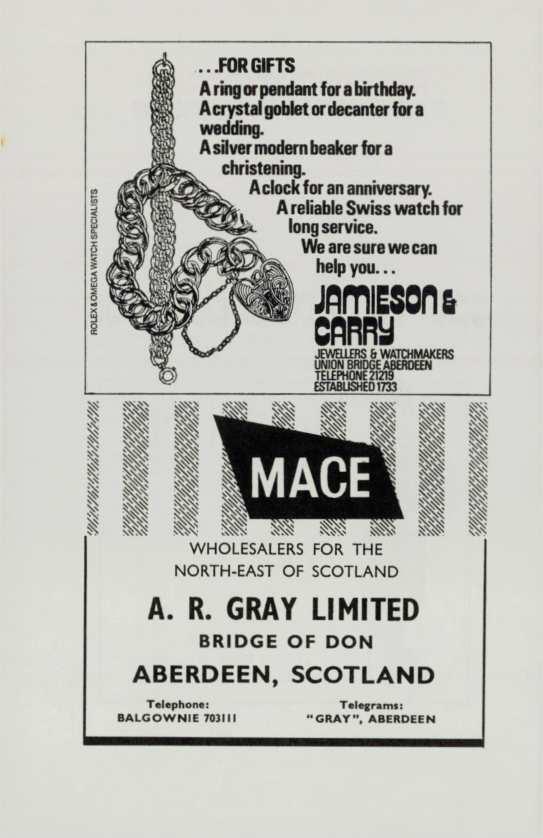 ...FOR GIFTS
A ring or pendant for a birthday.
A crystal goblet or decanter for a
wedding.
A silver modern beaker for a
christening.
A clock for an anniversary.
A reliable Swiss watch for
long service.
We are sure we can
help you...
ROLEX & OMEGA WATCH SPECIALISTS
JAMIESON &
CARRY
JEWELLERS & WATCHMAKERS
UNION BRIDGE ABERDEEN
TELEPHONE 21219
ESTABLISHED 1733
MACE
WHOLESALERS FOR THE
NORTH-EAST OF SCOTLAND
A. R. GRAY LIMITED
BRIDGE OF DON
ABERDEEN, SCOTLAND
Telephone:
BALGOWNIE 703111
Telegrams:
"GRAY", ABERDEEN